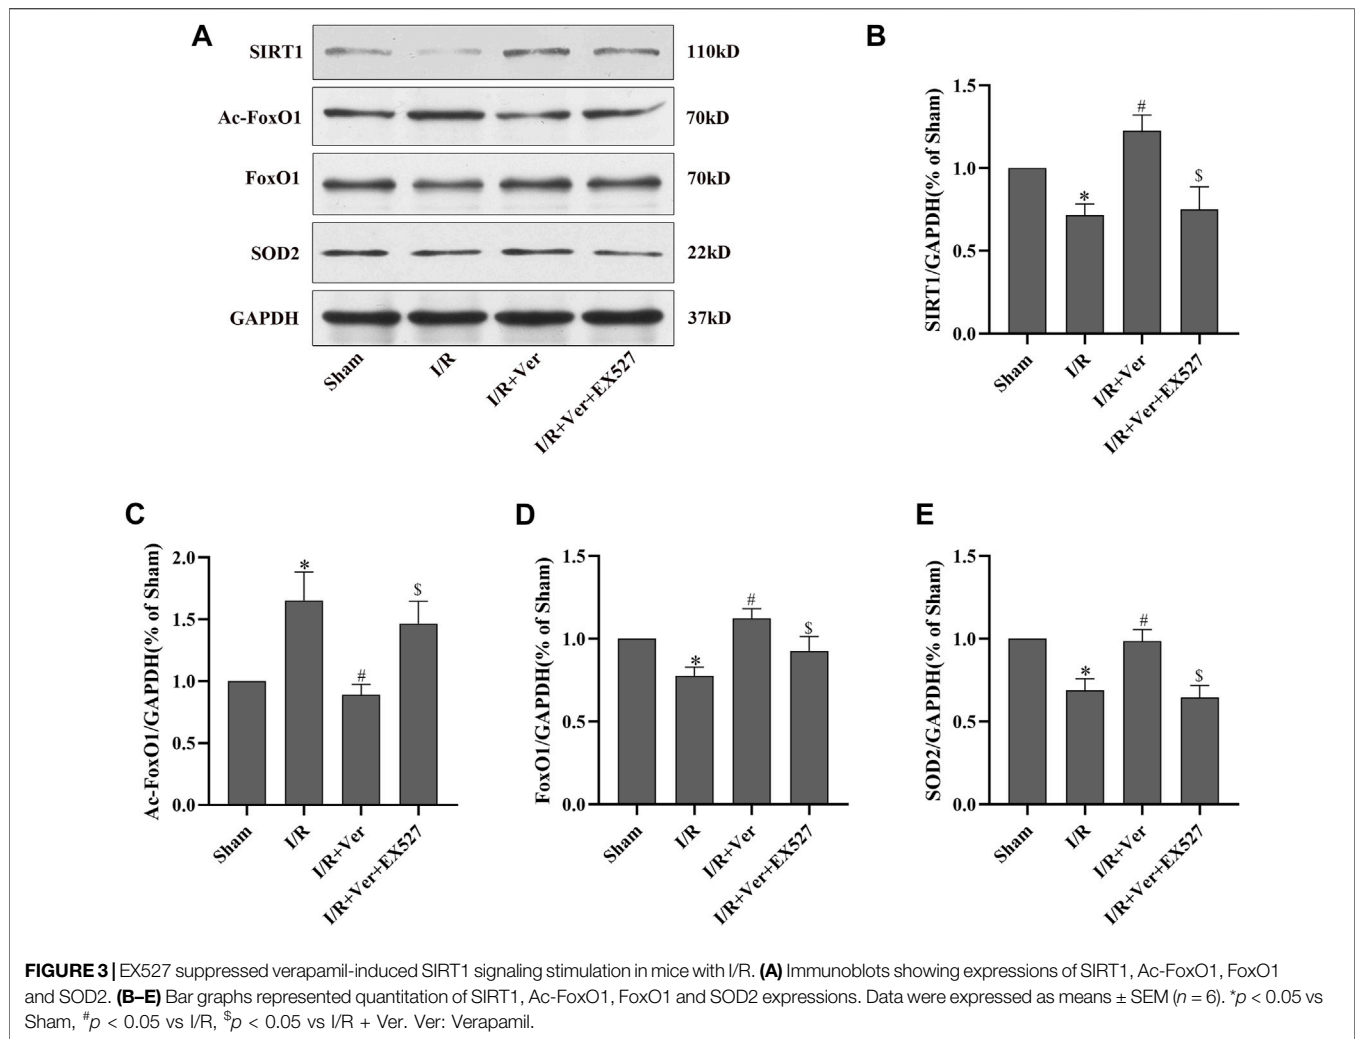 A
SIRT1
110kD
Ac-FoxO1
70kD
FoxO1
70kD
SOD2
22kD
GAPDH
37kD
Sham
I/R
I/R+Ver
I/R+Ver+EX527
B
SIRT1/GAPDH(% of Sham)
1.5
1.0
0.5
0.0
*
#
$
Sham
I/R
I/R+Ver
I/R+Ver+EX527
C
Ac-FoxO1/GAPDH(% of Sham)
2.0
1.5
1.0
0.5
0.0
*
#
$
Sham
I/R
I/R+Ver
I/R+Ver+EX527
D
FoxO1/GAPDH(% of Sham)
1.5
1.0
0.5
0.0
*
#
$
Sham
I/R
I/R+Ver
I/R+Ver+EX527
E
SOD2/GAPDH(% of Sham)
1.5
1.0
0.5
0.0
*
#
$
Sham
I/R
I/R+Ver
I/R+Ver+EX527
FIGURE 3 | EX527 suppressed verapamil-induced SIRT1 signaling stimulation in mice with I/R. (A) Immunoblots showing expressions of SIRT1, Ac-FoxO1, FoxO1
and SOD2. (B–E) Bar graphs represented quantitation of SIRT1, Ac-FoxO1, FoxO1 and SOD2 expressions. Data were expressed as means ± SEM (n = 6). *p < 0.05 vs
Sham, #p < 0.05 vs I/R, $p < 0.05 vs I/R + Ver. Ver: Verapamil.